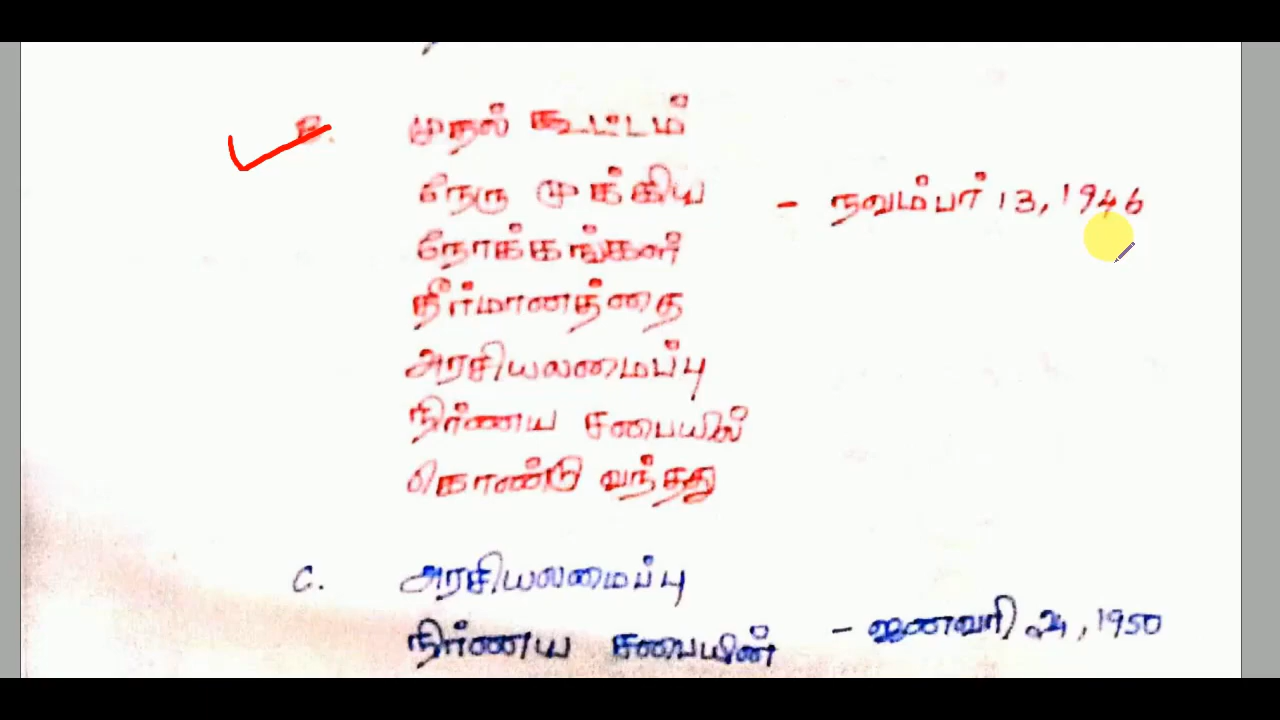 B. முதல் கூட்டம்
நேரு முக்கிய - நவம்பர் 13, 1946
நோக்கங்களி
தீர்மானத்தை
அரசியலமைப்பு
நிர்ணய சபையில்
கொண்டு வந்தது
C. அரசியலமைப்பு
நிர்ணய சபையின் - ஜனவரி 24, 1950